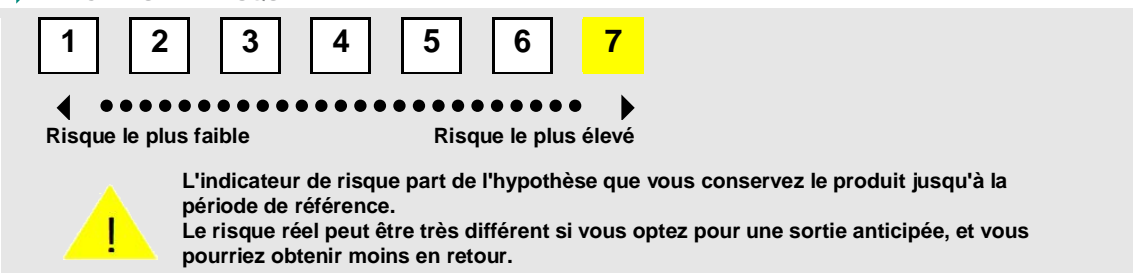 1 2 3 4 5 6 7
Risque le plus faible Risque le plus élevé
!
L'indicateur de risque part de l'hypothèse que vous conservez le produit jusqu'à la
période de référence.
Le risque réel peut être très différent si vous optez pour une sortie anticipée, et vous
pourriez obtenir moins en retour.